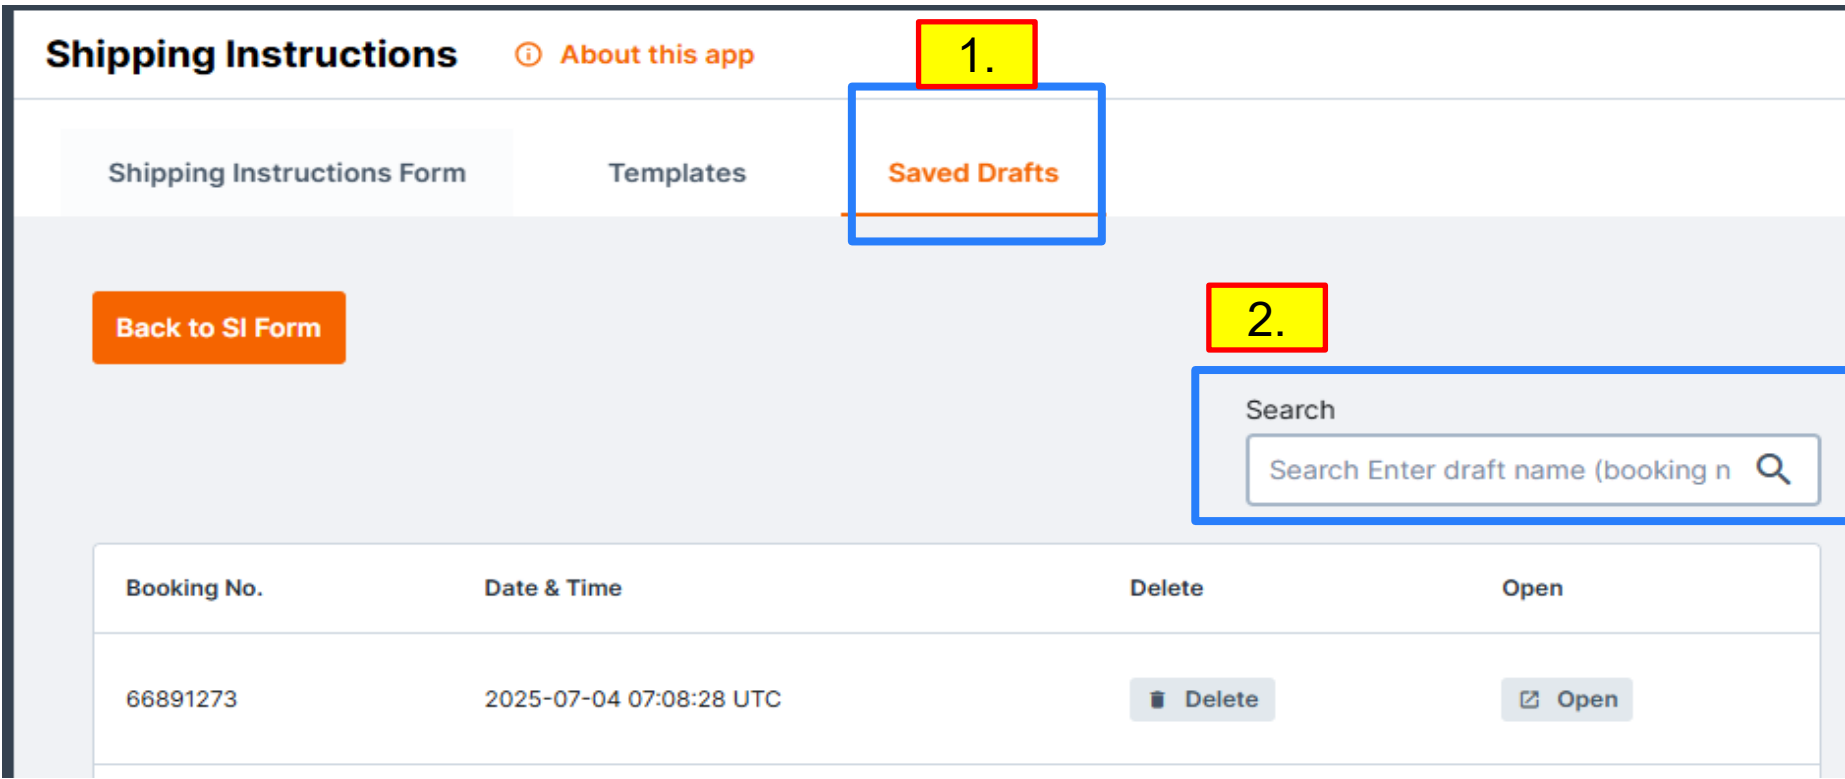 Shipping Instructions About this app 1.
Shipping Instructions Form Templates Saved Drafts
Back to SI Form 2.
Search
Search Enter draft name (booking n
Booking No. Date & Time Delete Open
66891273 2025-07-04 07:08:28 UTC Delete Open